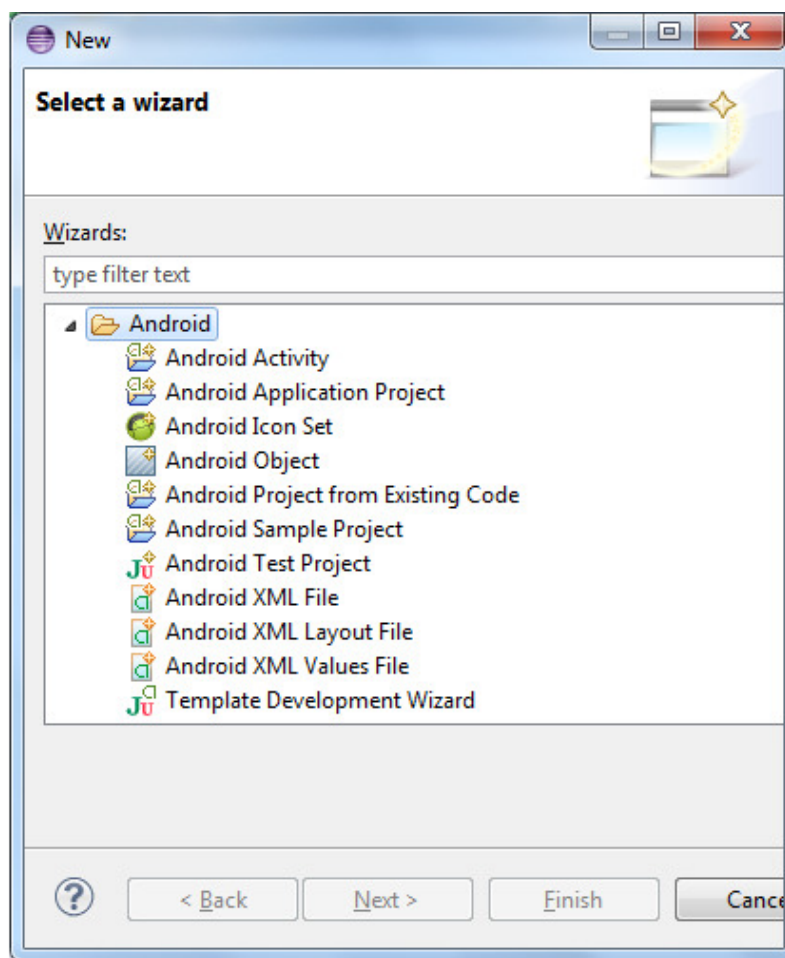 New
Select a wizard
Wizards:
type filter text
Android
Android Activity
Android Application Project
Android Icon Set
Android Object
Android Project from Existing Code
Android Sample Project
Android Test Project
Android XML File
Android XML Layout File
Android XML Values File
Template Development Wizard
? < Back Next > Finish Cance